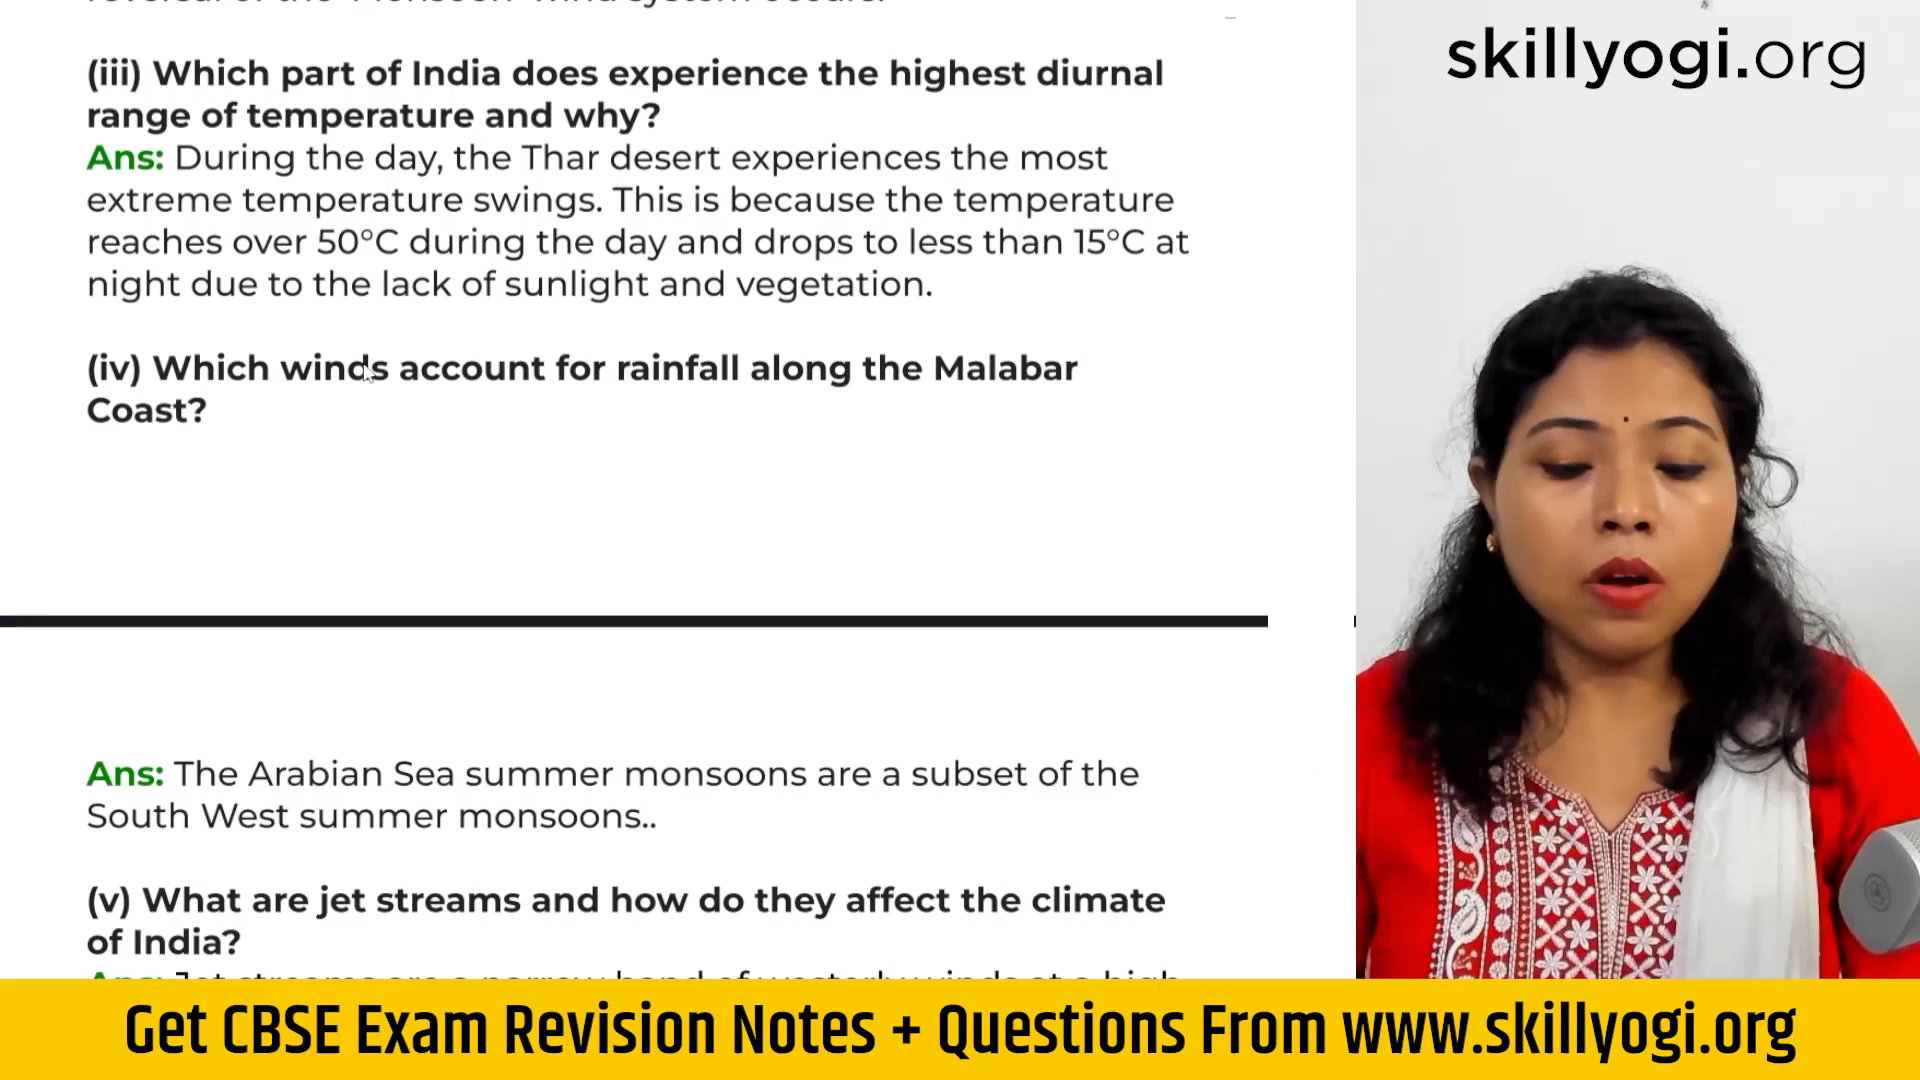 skillyogi.org
(iii) Which part of India does experience the highest diurnal
range of temperature and why?
Ans: During the day, the Thar desert experiences the most
extreme temperature swings. This is because the temperature
reaches over 50°C during the day and drops to less than 15°C at
night due to the lack of sunlight and vegetation.
(iv) Which winds account for rainfall along the Malabar
Coast?
Ans: The Arabian Sea summer monsoons are a subset of the
South West summer monsoons..
(v) What are jet streams and how do they affect the climate
of India?
Get CBSE Exam Revision Notes + Questions From www.skillyogi.org